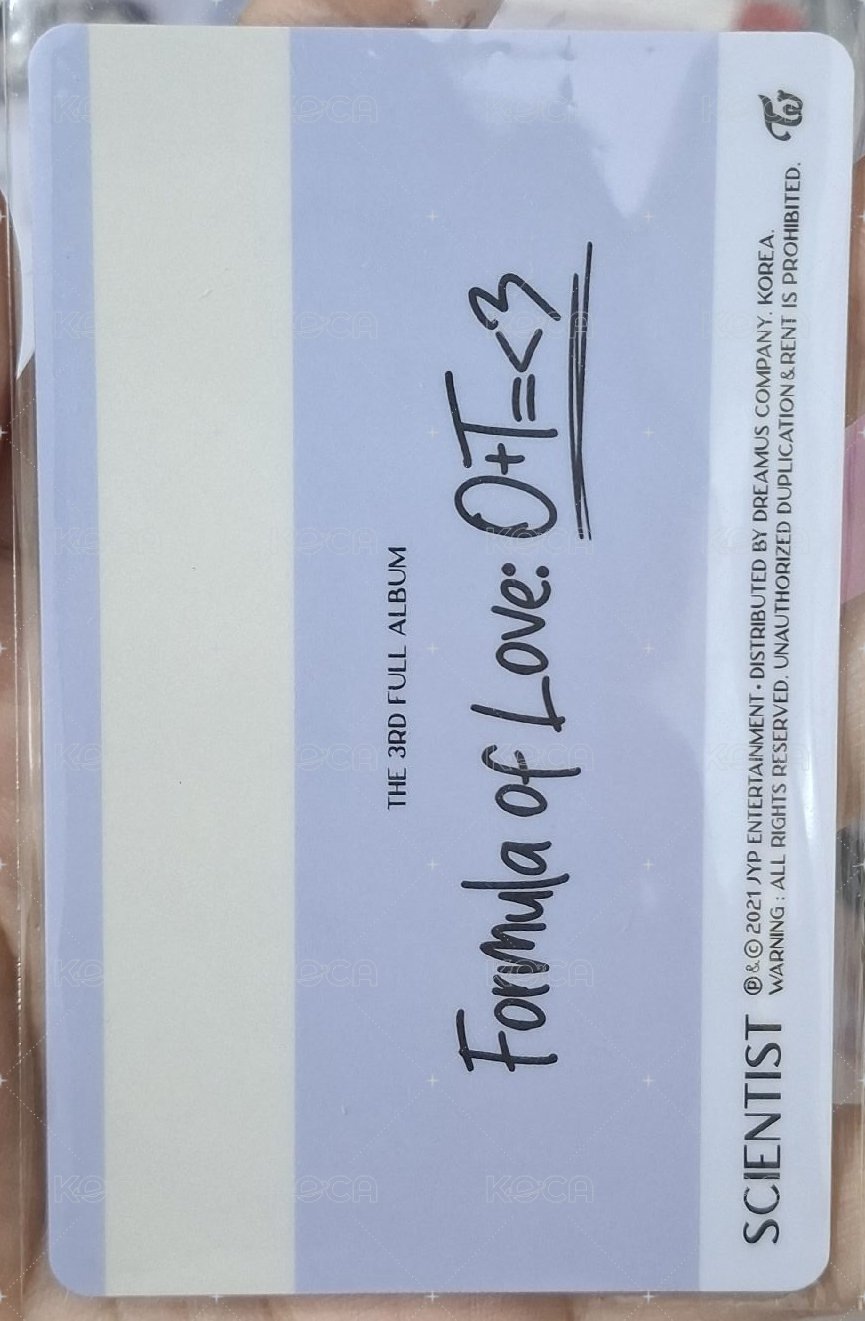 THE 3RD FULL ALBUM
Formula of Love: O+T=<3
SCIENTIST
℗ & © 2021 JYP ENTERTAINMENT • DISTRIBUTED BY DREAMUS COMPANY. KOREA.
WARNING : ALL RIGHTS RESERVED. UNAUTHORIZED DUPLICATION & RENT IS PROHIBITED.
KOCA